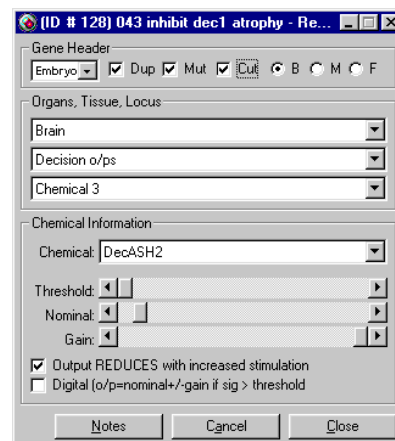 (ID # 128) 043 inhibit dec1 atrophy - Re...
Gene Header
Embryo Dup Mut Cut B M F
Organs, Tissue, Locus
Brain
Decision o/ps
Chemical 3
Chemical Information
Chemical: DecASH2
Threshold:
Nominal:
Gain:
Output REDUCES with increased stimulation
Digital (o/p=nominal+/-gain if sig > threshold
Notes Cancel Close